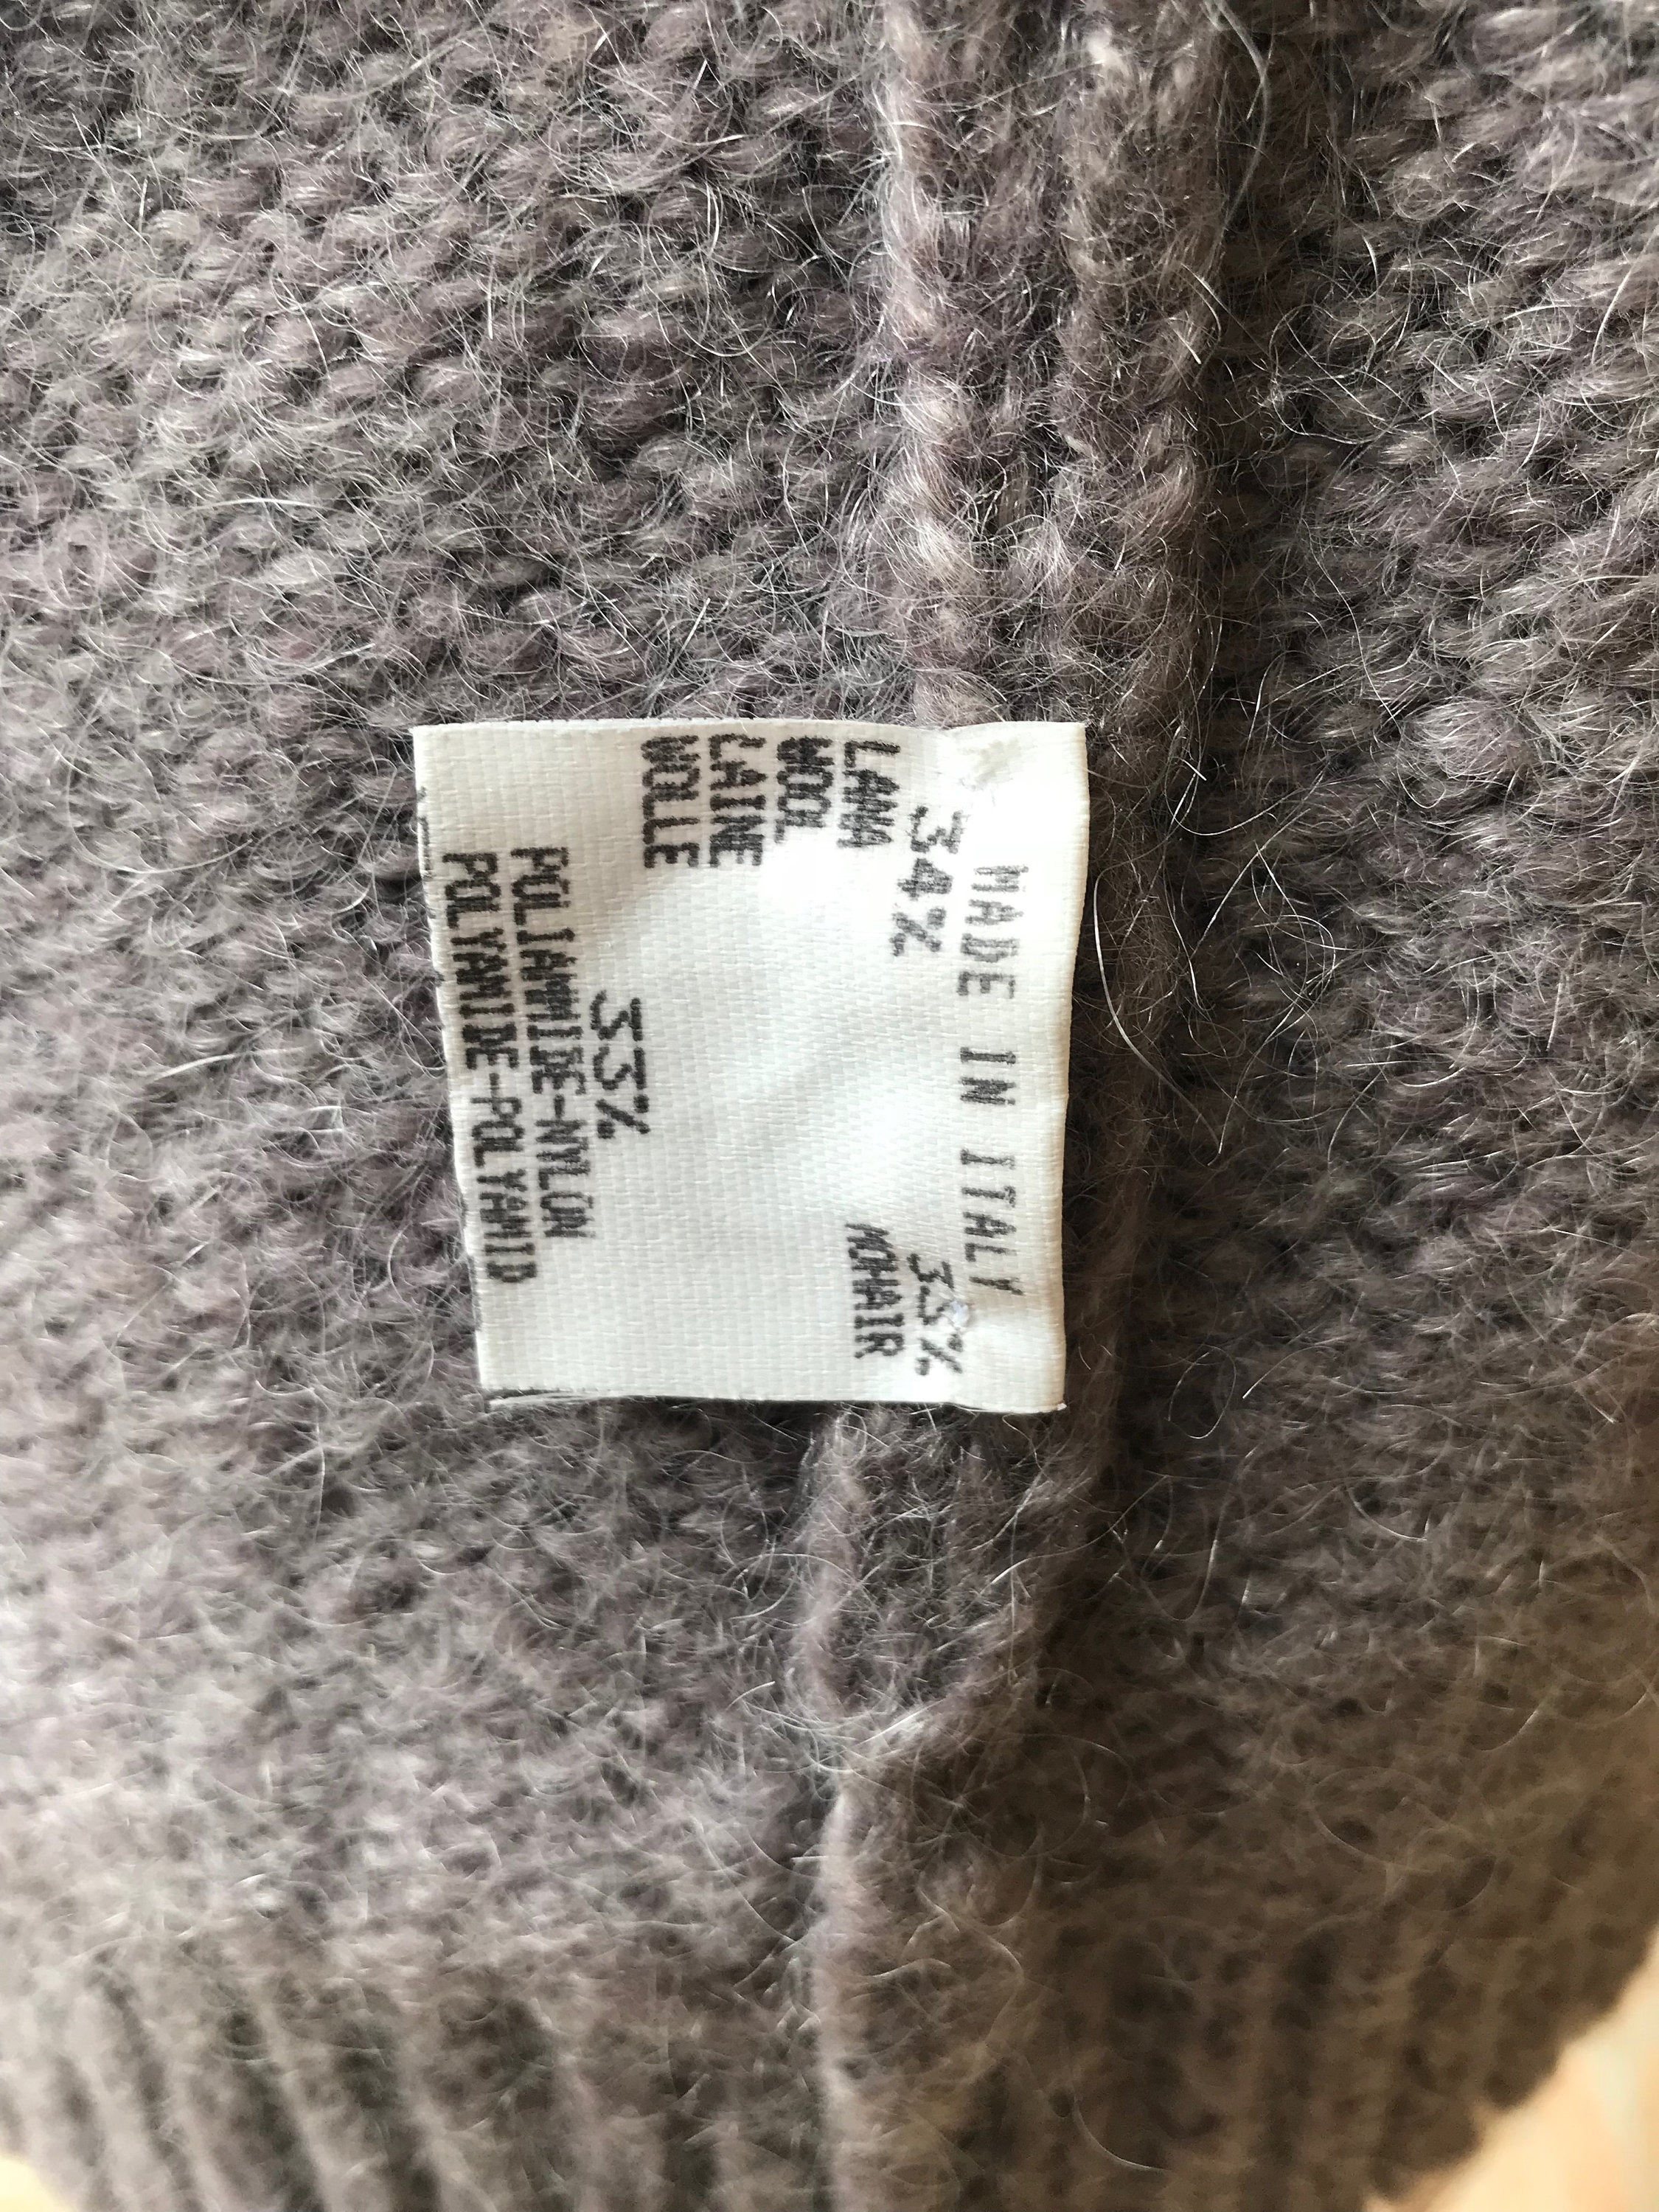 MADE IN ITALY
34% 33%
LANA MOHAIR
WOOL
LAINE
WOLLE
33%
POLIAMMIDE-NYLON
POLYAMIDE-POLYAMID